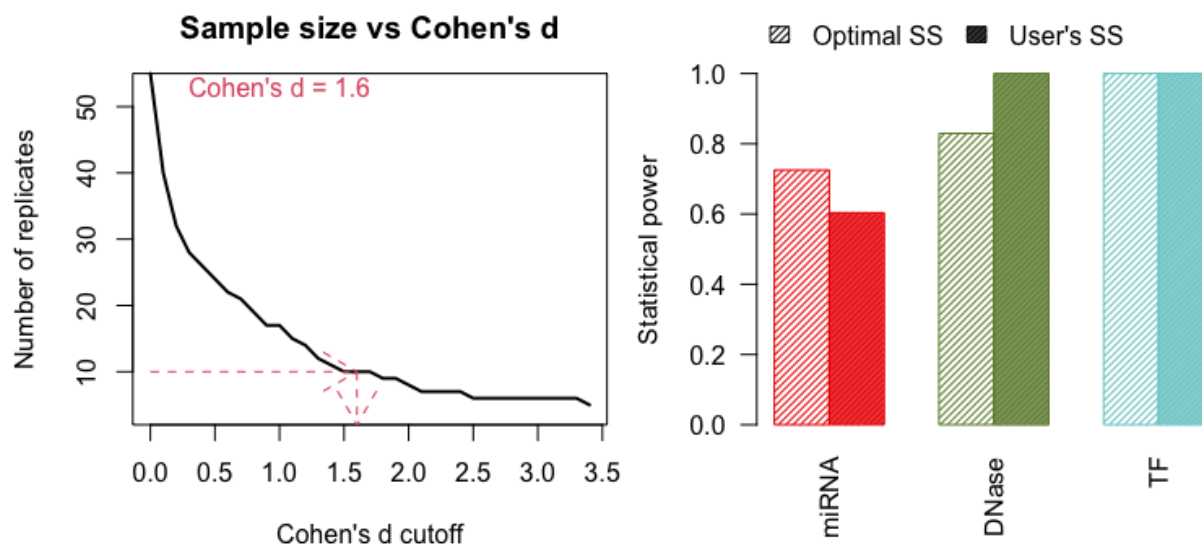 Sample size vs Cohen's d
Cohen's d = 1.6
Number of replicates
50
40
30
20
10
0.0 0.5 1.0 1.5 2.0 2.5 3.0 3.5
Cohen's d cutoff
Optimal SS User's SS
Statistical power
1.0
0.8
0.6
0.4
0.2
0.0
miRNA
DNase
TF